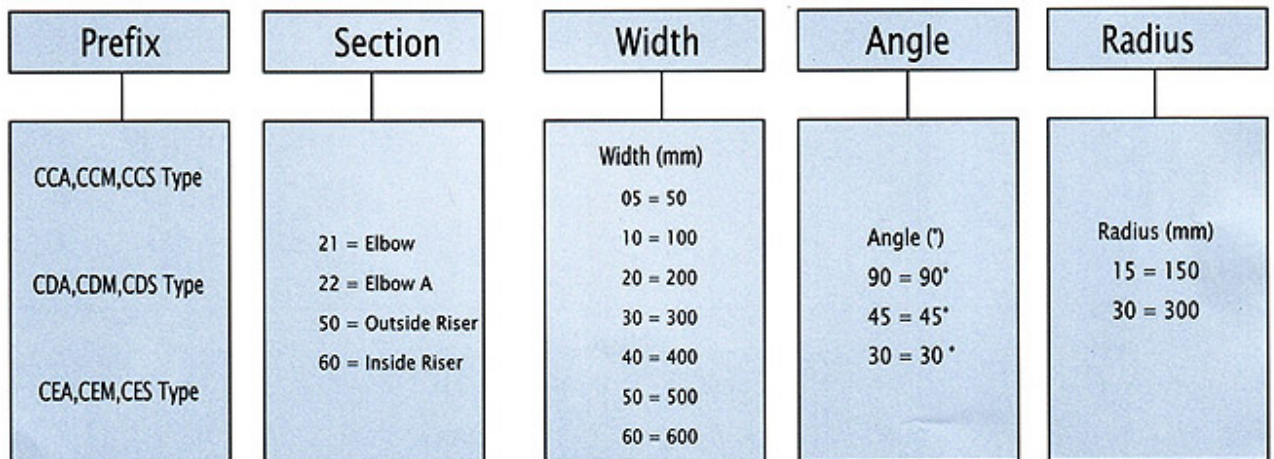 Prefix
CCA,CCM,CCS Type
CDA,CDM,CDS Type
CEA,CEM,CES Type
Section
21 = Elbow
22 = Elbow A
50 = Outside Riser
60 = Inside Riser
Width
Width (mm)
05 = 50
10 = 100
20 = 200
30 = 300
40 = 400
50 = 500
60 = 600
Angle
Angle (°)
90 = 90°
45 = 45°
30 = 30 °
Radius
Radius (mm)
15 = 150
30 = 300